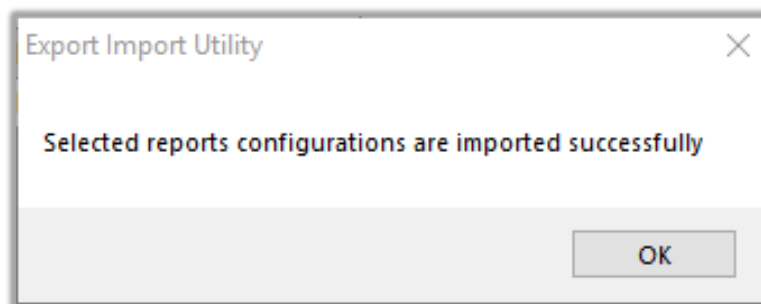 Export Import Utility
Selected reports configurations are imported successfully
OK